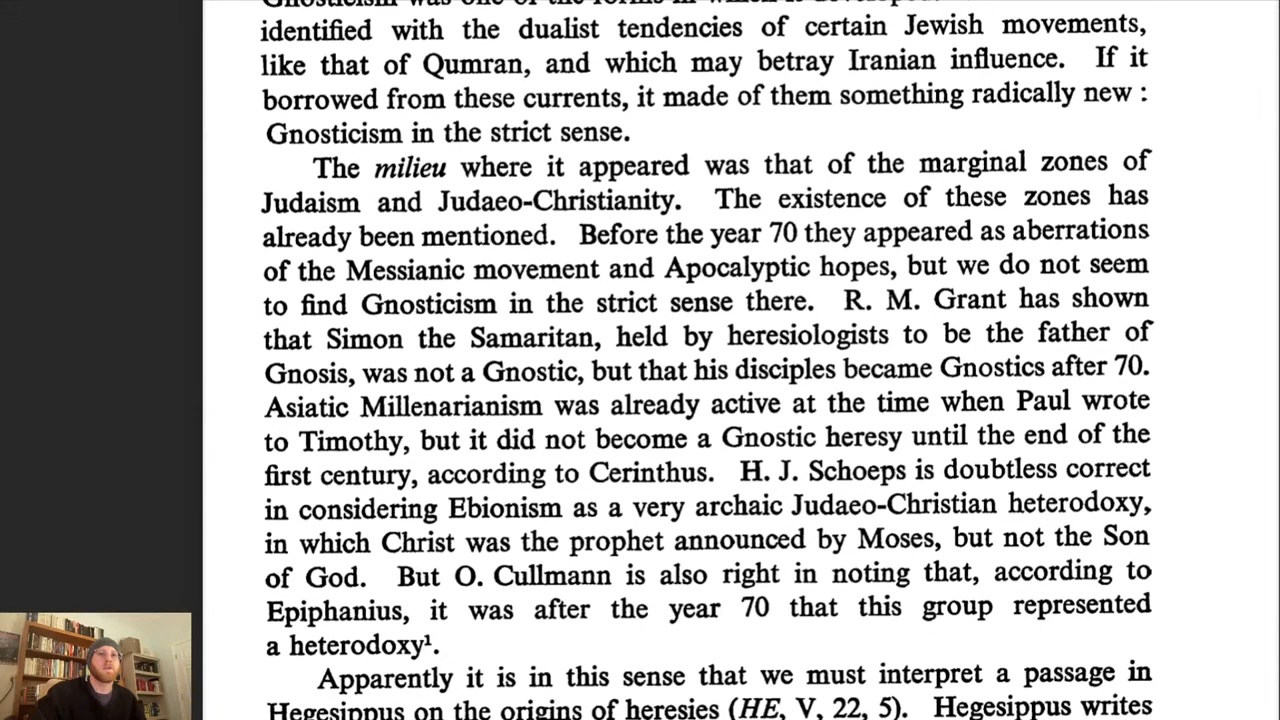 identified with the dualist tendencies of certain Jewish movements,
like that of Qumran, and which may betray Iranian influence. If it
borrowed from these currents, it made of them something radically new :
Gnosticism in the strict sense.
The milieu where it appeared was that of the marginal zones of
Judaism and Judaeo-Christianity. The existence of these zones has
already been mentioned. Before the year 70 they appeared as aberrations
of the Messianic movement and Apocalyptic hopes, but we do not seem
to find Gnosticism in the strict sense there. R. M. Grant has shown
that Simon the Samaritan, held by heresiologists to be the father of
Gnosis, was not a Gnostic, but that his disciples became Gnostics after 70.
Asiatic Millenarianism was already active at the time when Paul wrote
to Timothy, but it did not become a Gnostic heresy until the end of the
first century, according to Cerinthus. H. J. Schoeps is doubtless correct
in considering Ebionism as a very archaic Judaeo-Christian heterodoxy,
in which Christ was the prophet announced by Moses, but not the Son
of God. But O. Cullmann is also right in noting that, according to
Epiphanius, it was after the year 70 that this group represented
a heterodoxy¹.
Apparently it is in this sense that we must interpret a passage in
Hegesippus on the origins of heresies (HE, V, 22, 5). Hegesippus writes